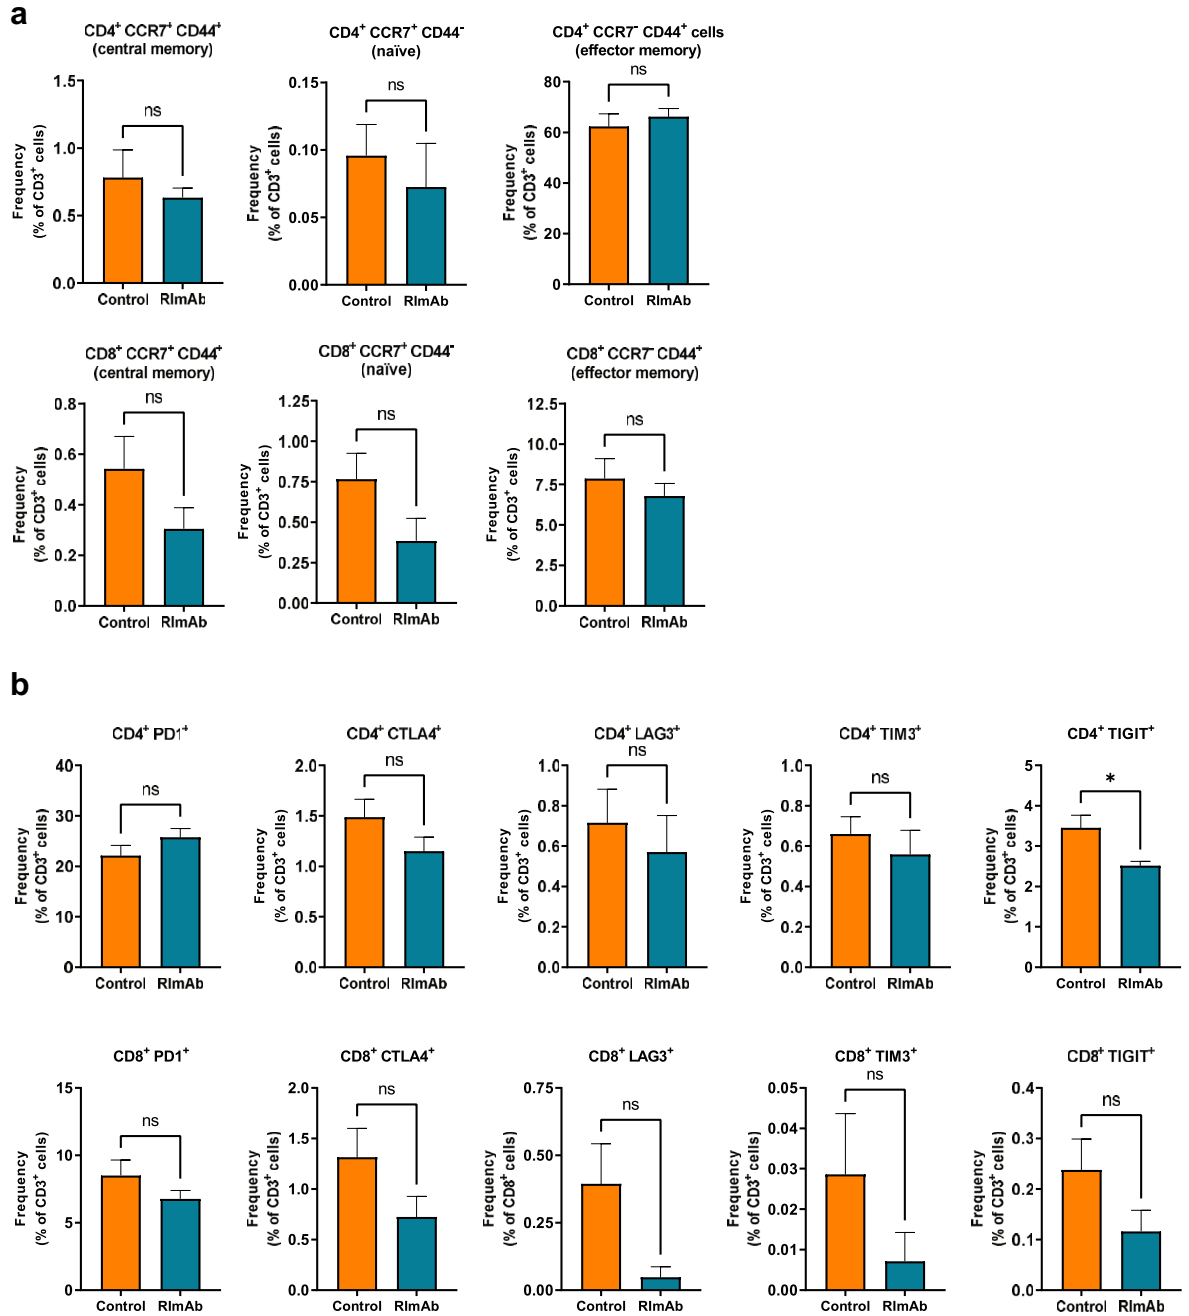 a
CD4+ CCR7+ CD44+
(central memory)
Frequency
(% of CD3+ cells)
1.5
1.0
0.5
0.0
ns
Control RImAb
CD4+ CCR7+ CD44-
(naïve)
Frequency
(% of CD3+ cells)
0.15
0.10
0.05
0.00
ns
Control RImAb
CD4+ CCR7- CD44+ cells
(effector memory)
Frequency
(% of CD3+ cells)
80
60
40
20
0
ns
Control RImAb
CD8+ CCR7+ CD44+
(central memory)
Frequency
(% of CD3+ cells)
0.8
0.6
0.4
0.2
0.0
ns
Control RImAb
CD8+ CCR7+ CD44-
(naïve)
Frequency
(% of CD3+ cells)
1.25
1.00
0.75
0.50
0.25
0.00
ns
Control RImAb
CD8+ CCR7- CD44+
(effector memory)
Frequency
(% of CD3+ cells)
12.5
10.0
7.5
5.0
2.5
0.0
ns
Control RImAb
b
CD4+ PD1+
Frequency
(% of CD3+ cells)
40
30
20
10
0
ns
Control RImAb
CD4+ CTLA4+
Frequency
(% of CD3+ cells)
2.0
1.5
1.0
0.5
0.0
ns
Control RImAb
CD4+ LAG3+
Frequency
(% of CD3+ cells)
1.0
0.8
0.6
0.4
0.2
0.0
ns
Control RImAb
CD4+ TIM3+
Frequency
(% of CD3+ cells)
1.0
0.8
0.6
0.4
0.2
0.0
ns
Control RImAb
CD4+ TIGIT+
Frequency
(% of CD3+ cells)
5
4
3
2
1
0
*
Control RImAb
CD8+ PD1+
Frequency
(% of CD3+ cells)
15
10
5
0
ns
Control RImAb
CD8+ CTLA4+
Frequency
(% of CD3+ cells)
2.0
1.5
1.0
0.5
0.0
ns
Control RImAb
CD8+ LAG3+
Frequency
(% of CD8+ cells)
0.75
0.50
0.25
0.00
ns
Control RImAb
CD8+ TIM3+
Frequency
(% of CD3+ cells)
0.05
0.04
0.03
0.02
0.01
0.00
ns
Control RImAb
CD8+ TIGIT+
Frequency
(% of CD3+ cells)
0.4
0.3
0.2
0.1
0.0
ns
Control RImAb